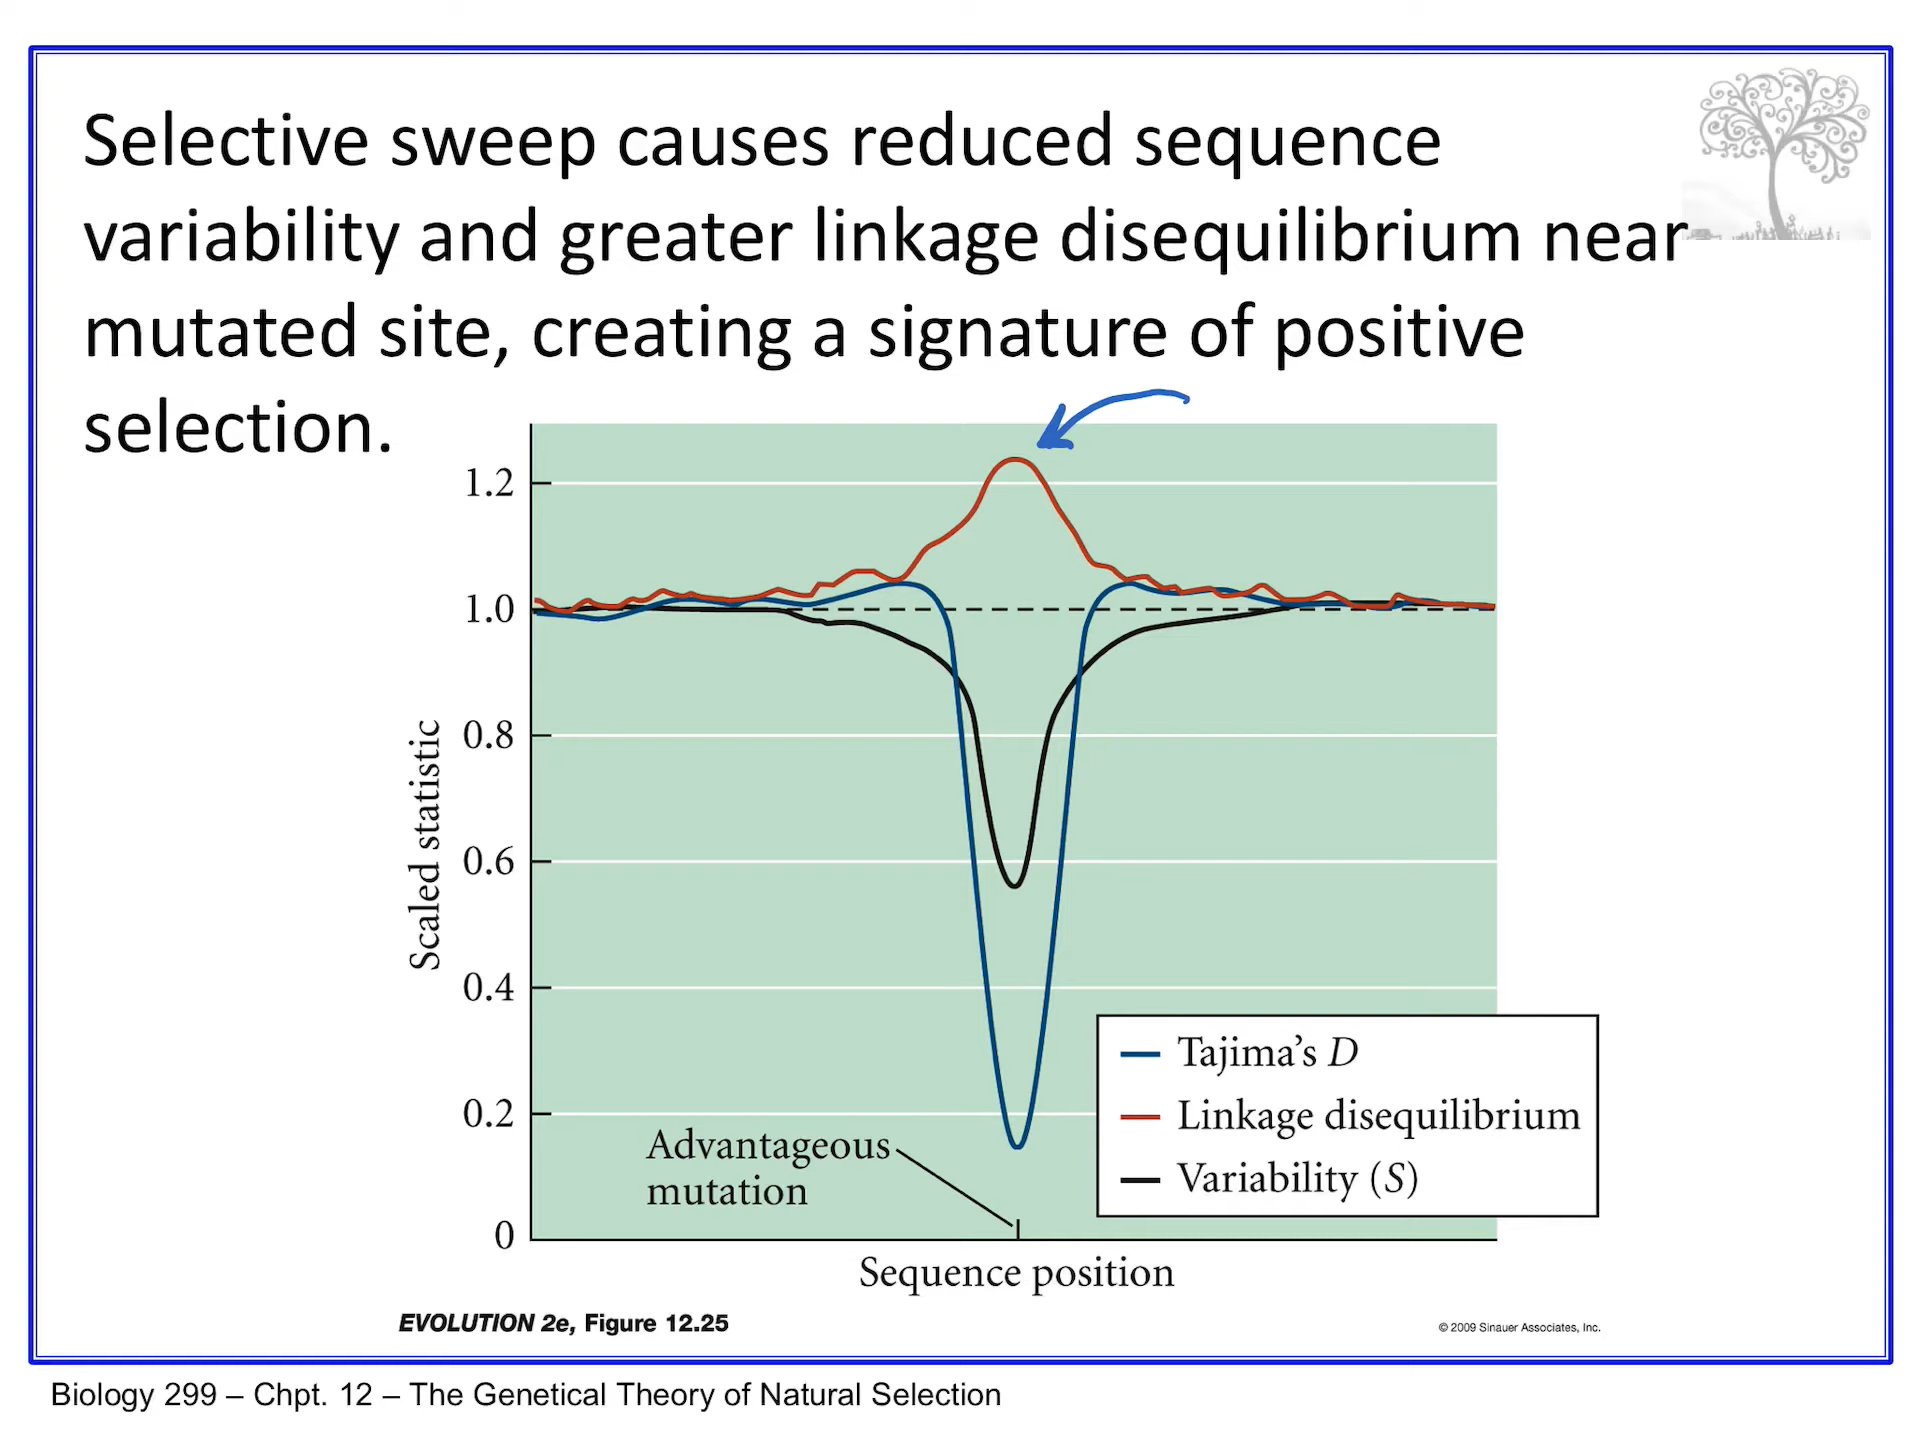 Selective sweep causes reduced sequence
variability and greater linkage disequilibrium near
mutated site, creating a signature of positive
selection.
1.2
1.0
0.8
0.6
0.4
0.2
0
Scaled statistic
Advantageous
mutation
Tajima’s D
Linkage disequilibrium
Variability (S)
Sequence position
EVOLUTION 2e, Figure 12.25
© 2009 Sinauer Associates, Inc.
Biology 299 – Chpt. 12 – The Genetical Theory of Natural Selection